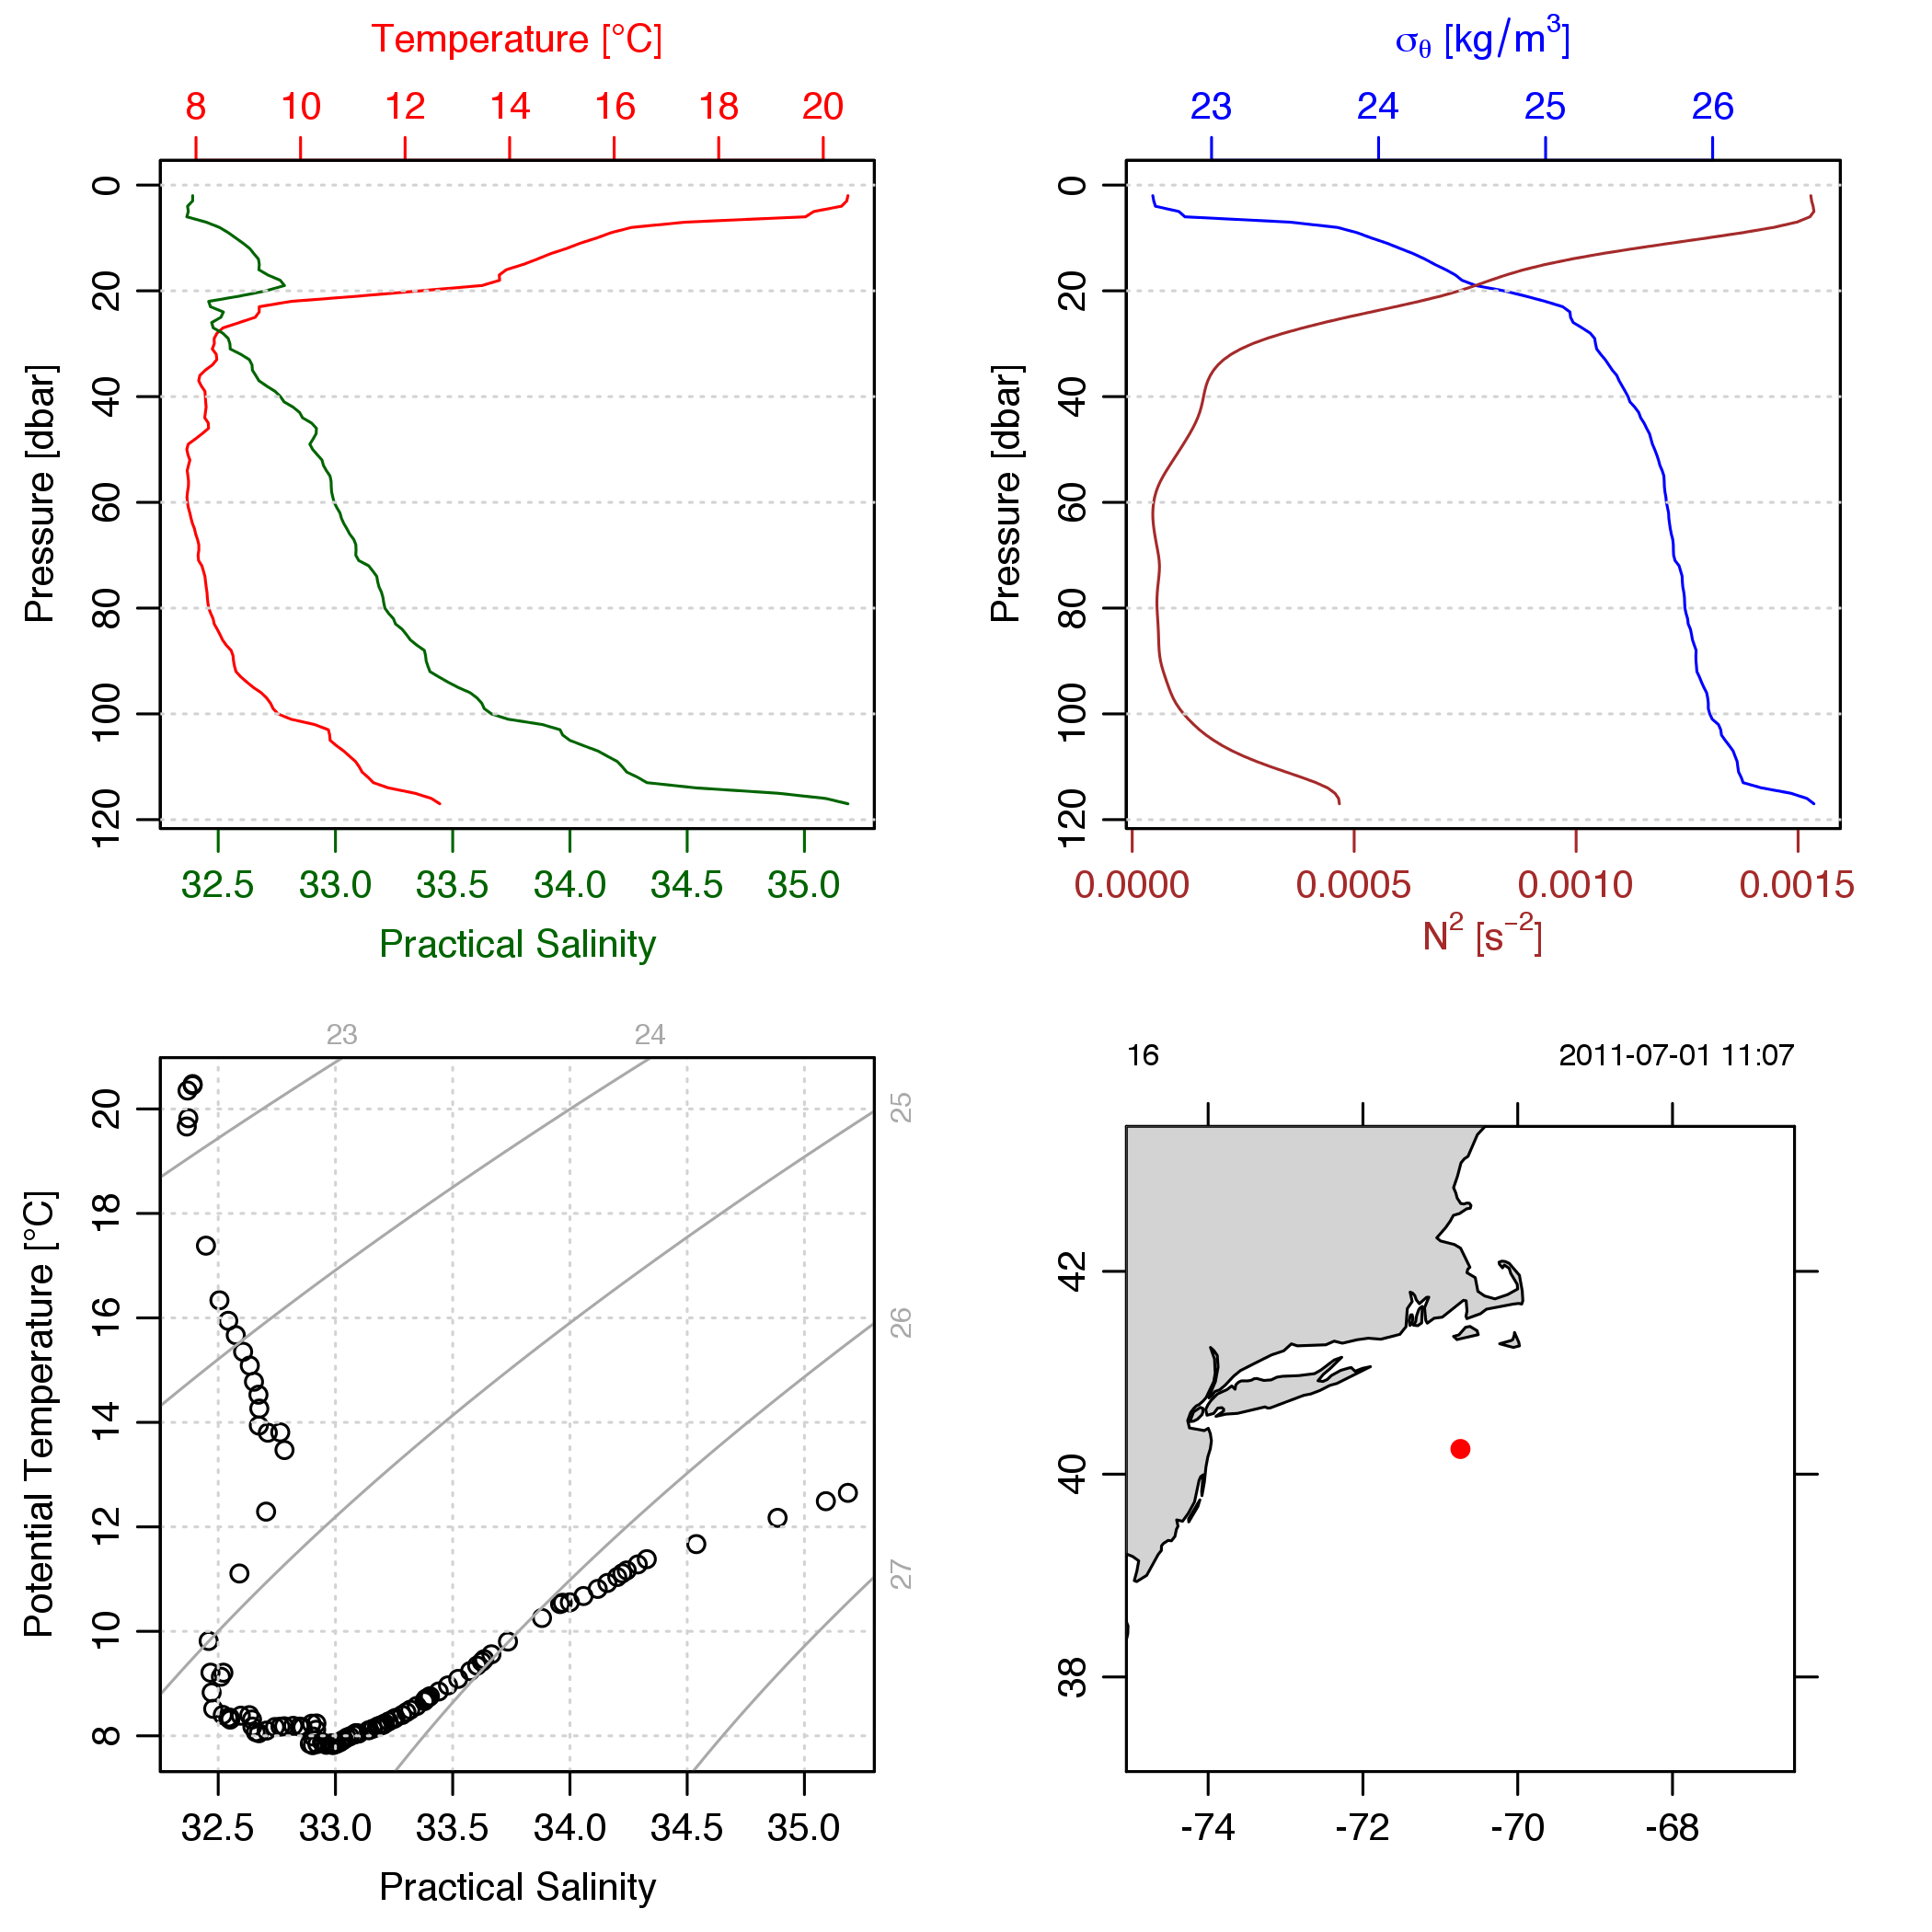 Temperature [°C]
8 10 12 14 16 18 20
0 20 40 60 80 100 120
Pressure [dbar]
32.5 33.0 33.5 34.0 34.5 35.0
Practical Salinity
σθ [kg/m³]
23 24 25 26
0 20 40 60 80 100 120
Pressure [dbar]
0.0000 0.0005 0.0010 0.0015
N² [s⁻²]
23 24
25
26
27
20 18 16 14 12 10 8
Potential Temperature [°C]
32.5 33.0 33.5 34.0 34.5 35.0
Practical Salinity
16 2011-07-01 11:07
42
40
38
-74 -72 -70 -68